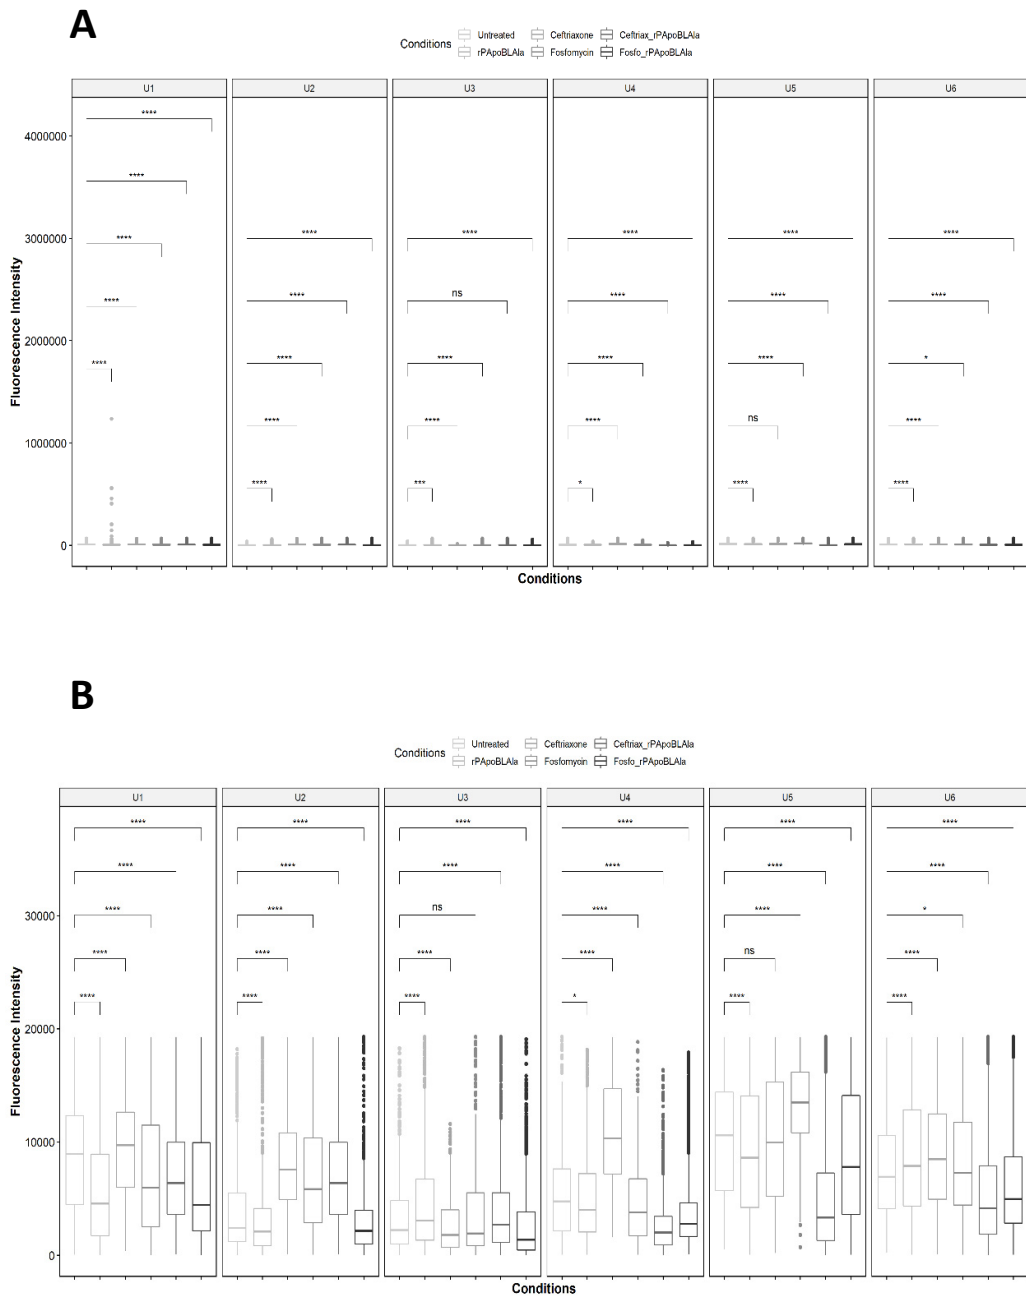 A
Conditions Untreated Ceftriaxone Ceftriax_rPApoBLAla
rPApoBLAla Fosfomycin Fosfo_rPApoBLAla
U1 U2 U3 U4 U5 U6
**** 
4000000
****
3000000 **** **** **** **** ****
****
**** **** ns **** **** ****
2000000
**** **** **** **** **** *
**** **** **** ns ****
1000000
**** *** * **** ****
0
Fluorescence Intensity
Conditions
B
Conditions Untreated Ceftriaxone Ceftriax_rPApoBLAla
rPApoBLAla Fosfomycin Fosfo_rPApoBLAla
U1 U2 U3 U4 U5 U6
**** **** **** **** **** ****
**** **** **** **** **** ****
30000 **** **** ns **** **** *
**** **** **** **** ns ****
**** **** **** * **** ****
20000
10000
0
Fluorescence Intensity
Conditions